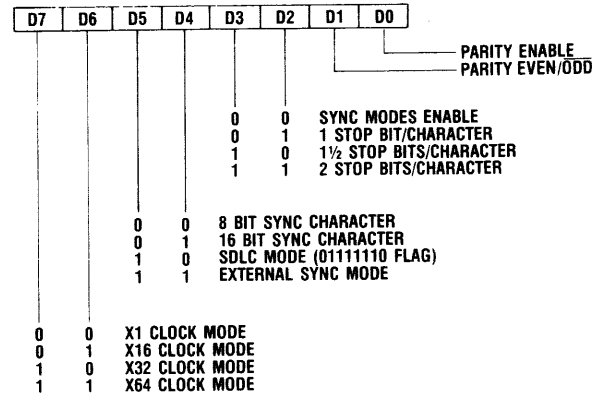 D7 D6 D5 D4 D3 D2 D1 D0
PARITY ENABLE
PARITY EVEN/ODD
0 0 SYNC MODES ENABLE
0 1 1 STOP BIT/CHARACTER
1 0 1½ STOP BITS/CHARACTER
1 1 2 STOP BITS/CHARACTER
0 0 8 BIT SYNC CHARACTER
0 1 16 BIT SYNC CHARACTER
1 0 SDLC MODE (01111110 FLAG)
1 1 EXTERNAL SYNC MODE
0 0 X1 CLOCK MODE
0 1 X16 CLOCK MODE
1 0 X32 CLOCK MODE
1 1 X64 CLOCK MODE